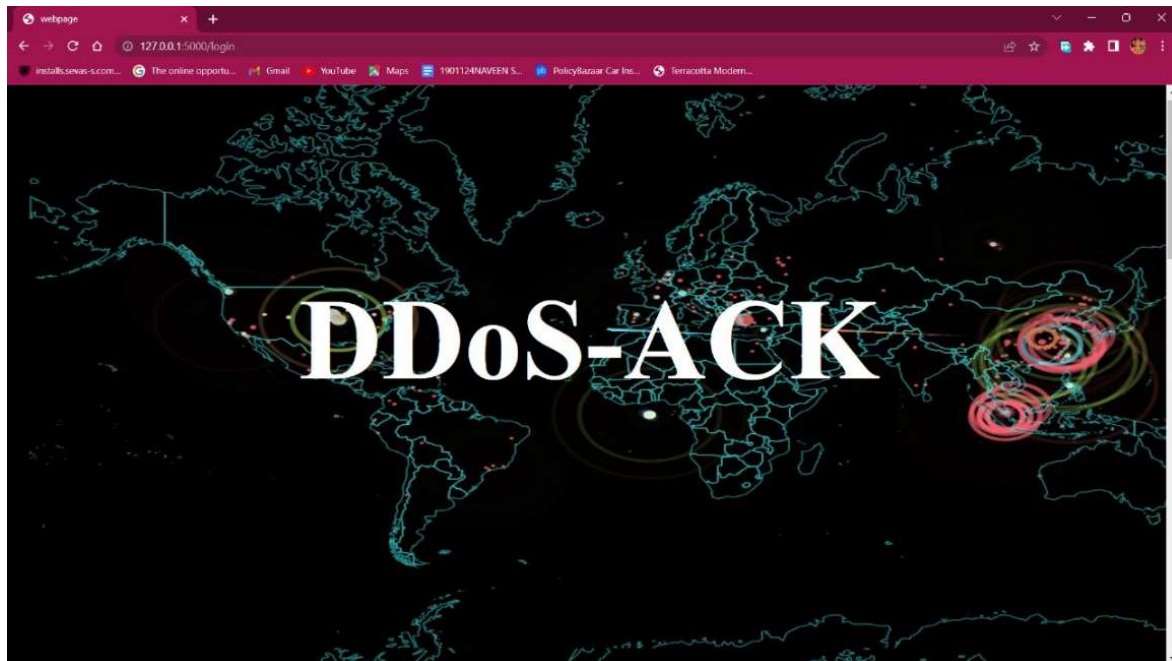 webpage
127.0.0.1:5000/login
installs.sevas-s.com... The online opportu... Gmail YouTube Maps 1901124NAVEEN S... PolicyBazaar Car Ins... Terracotta Modern...
DDoS-ACK